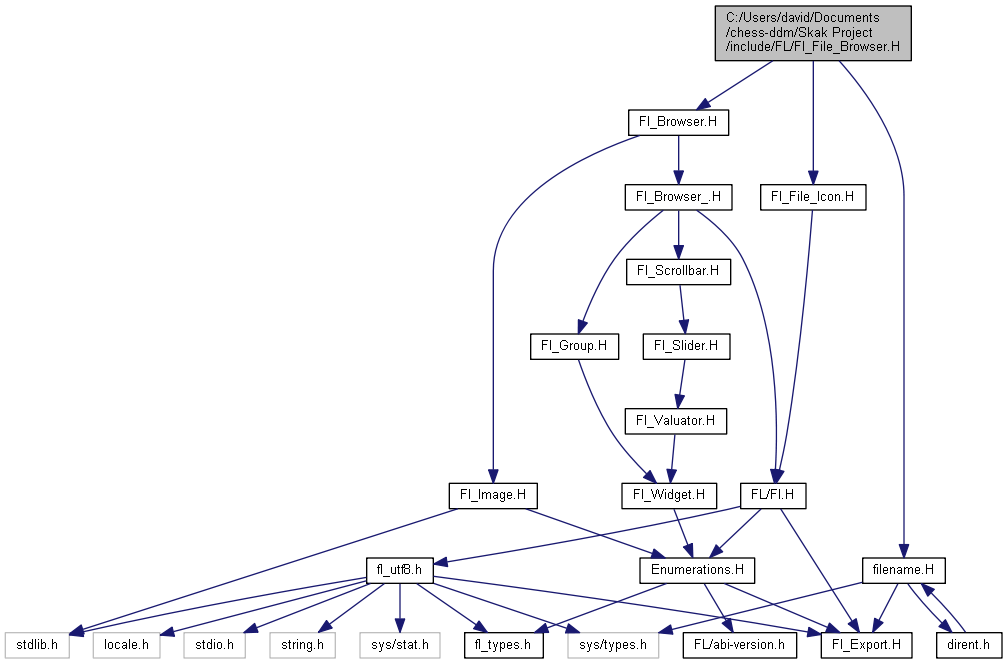 C:/Users/david/Documents
/chess-ddm/Skak Project
/include/FL/Fl_File_Browser.H
Fl_Browser.H
Fl_Browser_.H
Fl_File_Icon.H
Fl_Scrollbar.H
Fl_Group.H
Fl_Slider.H
Fl_Valuator.H
Fl_Image.H
Fl_Widget.H
FL/Fl.H
fl_utf8.h
Enumerations.H
filename.H
stdlib.h
locale.h
stdio.h
string.h
sys/stat.h
fl_types.h
sys/types.h
FL/abi-version.h
Fl_Export.H
dirent.h